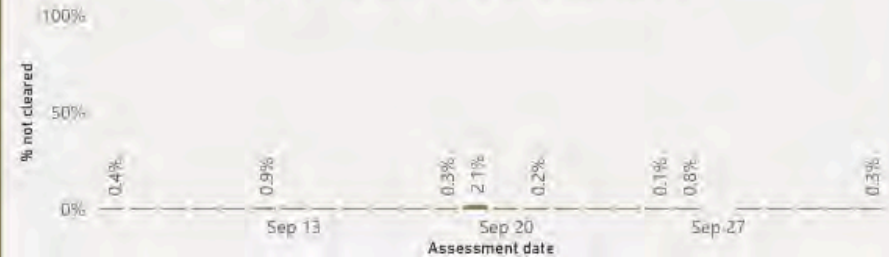 100%
% not cleared
50%
0.4%
0.9%
0.3%
2.1%
0.2%
0.1%
0.8%
0.3%
0%
Sep 13
Sep 20
Sep 27
Assessment date